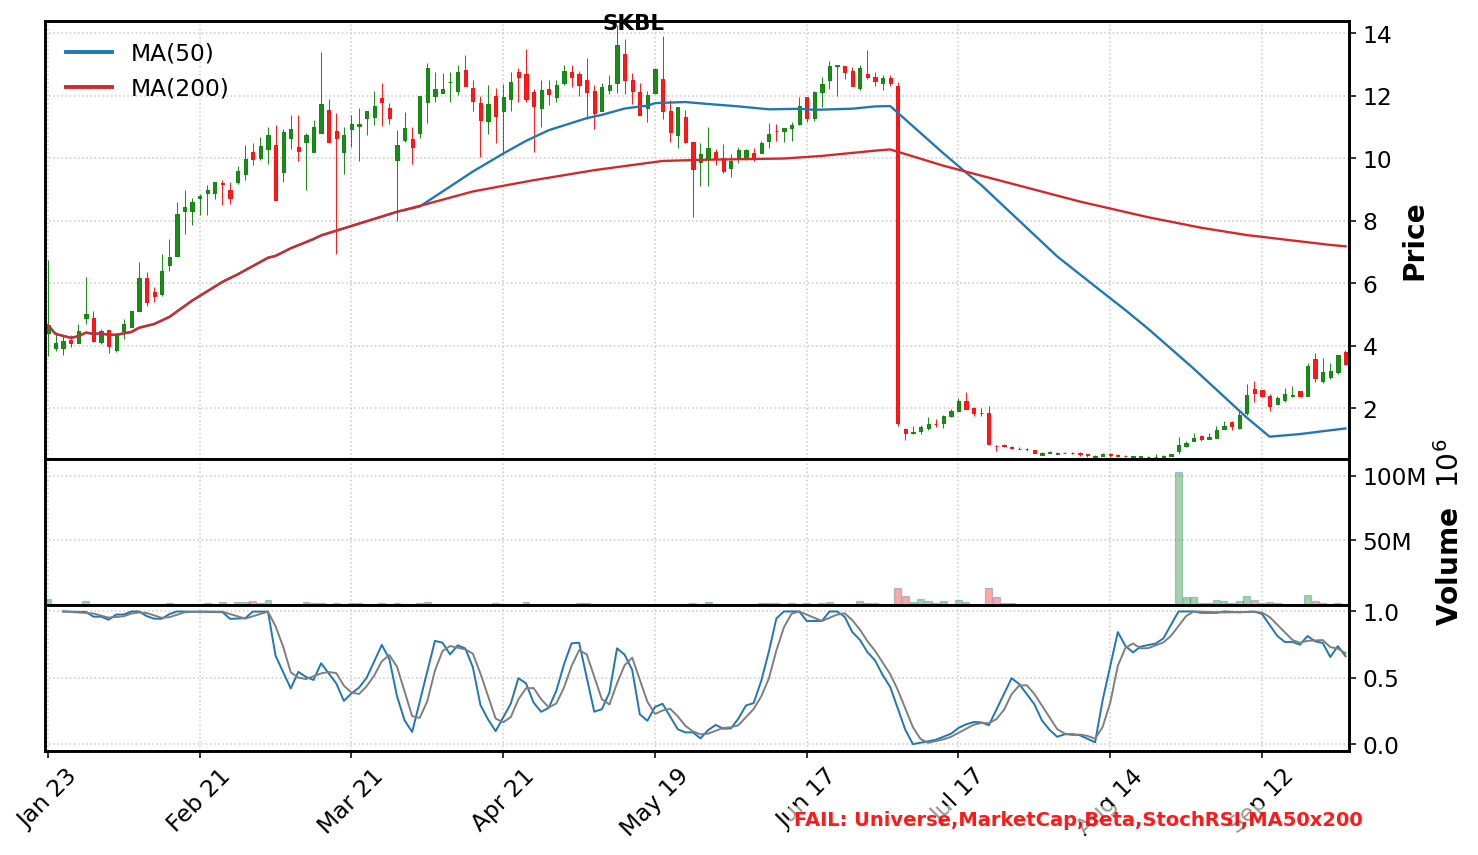 SKBL
MA(50)
MA(200)
14
12
10
8
6
4
2
Price
100M
50M
Volume 10^6
1.0
0.5
0.0
Jan 23
Feb 21
Mar 21
Apr 21
May 19
Jun 17
Jul 17
Aug 14
Sep 12
FAIL: Universe,MarketCap,Beta,StochRSI,MA50x200